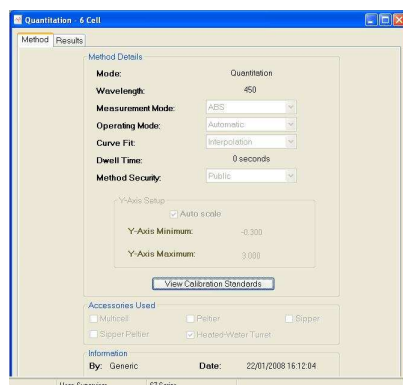 Quantitation - 6 Cell
Method Results
Method Details
Mode: Quantitation
Wavelength: 450
Measurement Mode: ABS
Operating Mode: Automatic
Curve Fit: Interpolation
Dwell Time: 0 seconds
Method Security: Public
Y-Axis Setup
Auto scale
Y-Axis Minimum: -0.300
Y-Axis Maximum: 3.000
View Calibration Standards
Accessories Used
Multicell Peltier Sipper
Sipper Peltier Heated-Water Turret
Information
By: Generic Date: 22/01/2008 16:12:04